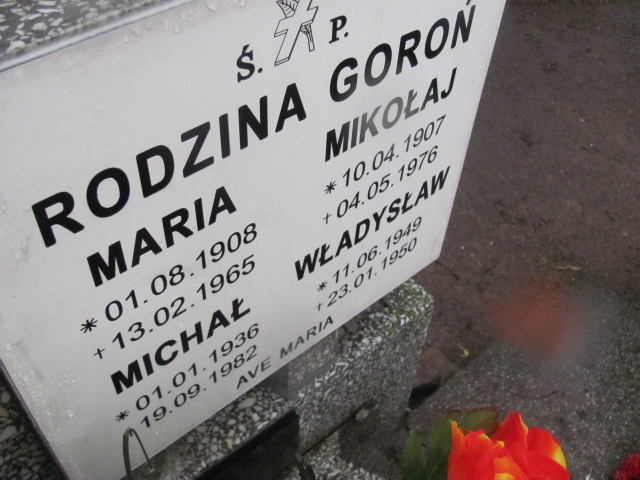 Ś. P.
RODZINA GOROŃ
MARIA
* 01.08.1908
+ 13.02.1965
MICHAŁ
* 01.01.1936
19.09.1982
MIKOŁAJ
* 10.04.1907
+ 04.05.1976
WŁADYSŁAW
* 11.06.1949
+ 23.01.1950
AVE MARIA